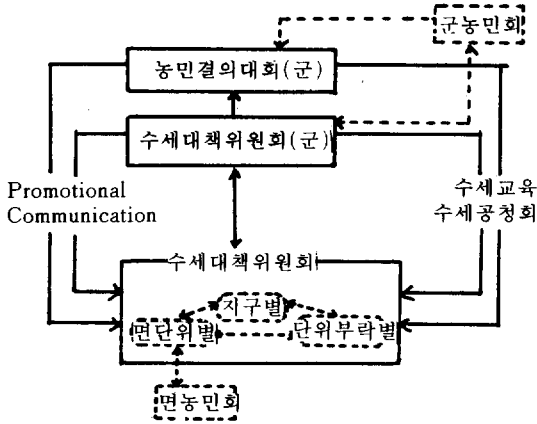 군농민회
농민결의대회(군)
수세대책위원회(군)
Promotional
Communication
수세교육
수세공청회
수세대책위원회
지구별
면단위별
단위부락별
면농민회